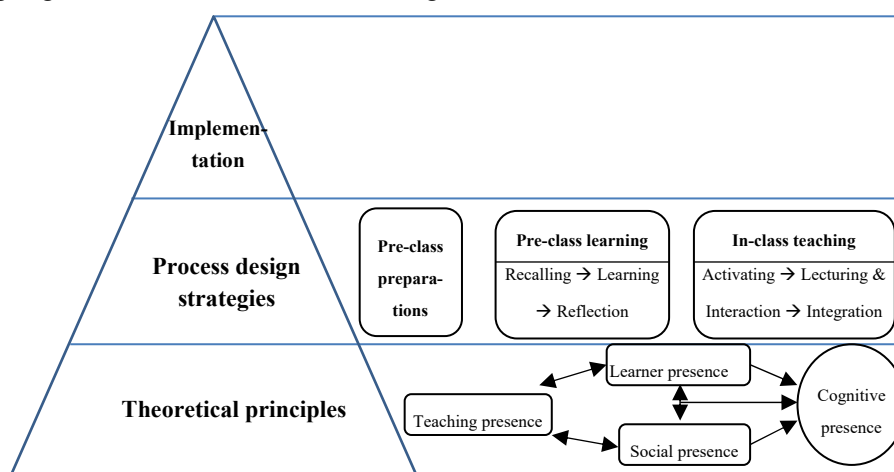 Implemen-
tation
Process design
strategies
Pre-class
prepara-
tions
Pre-class learning
Recalling → Learning
→ Reflection
In-class teaching
Activating → Lecturing &
Interaction → Integration
Theoretical principles
Teaching presence
Learner presence
Social presence
Cognitive
presence